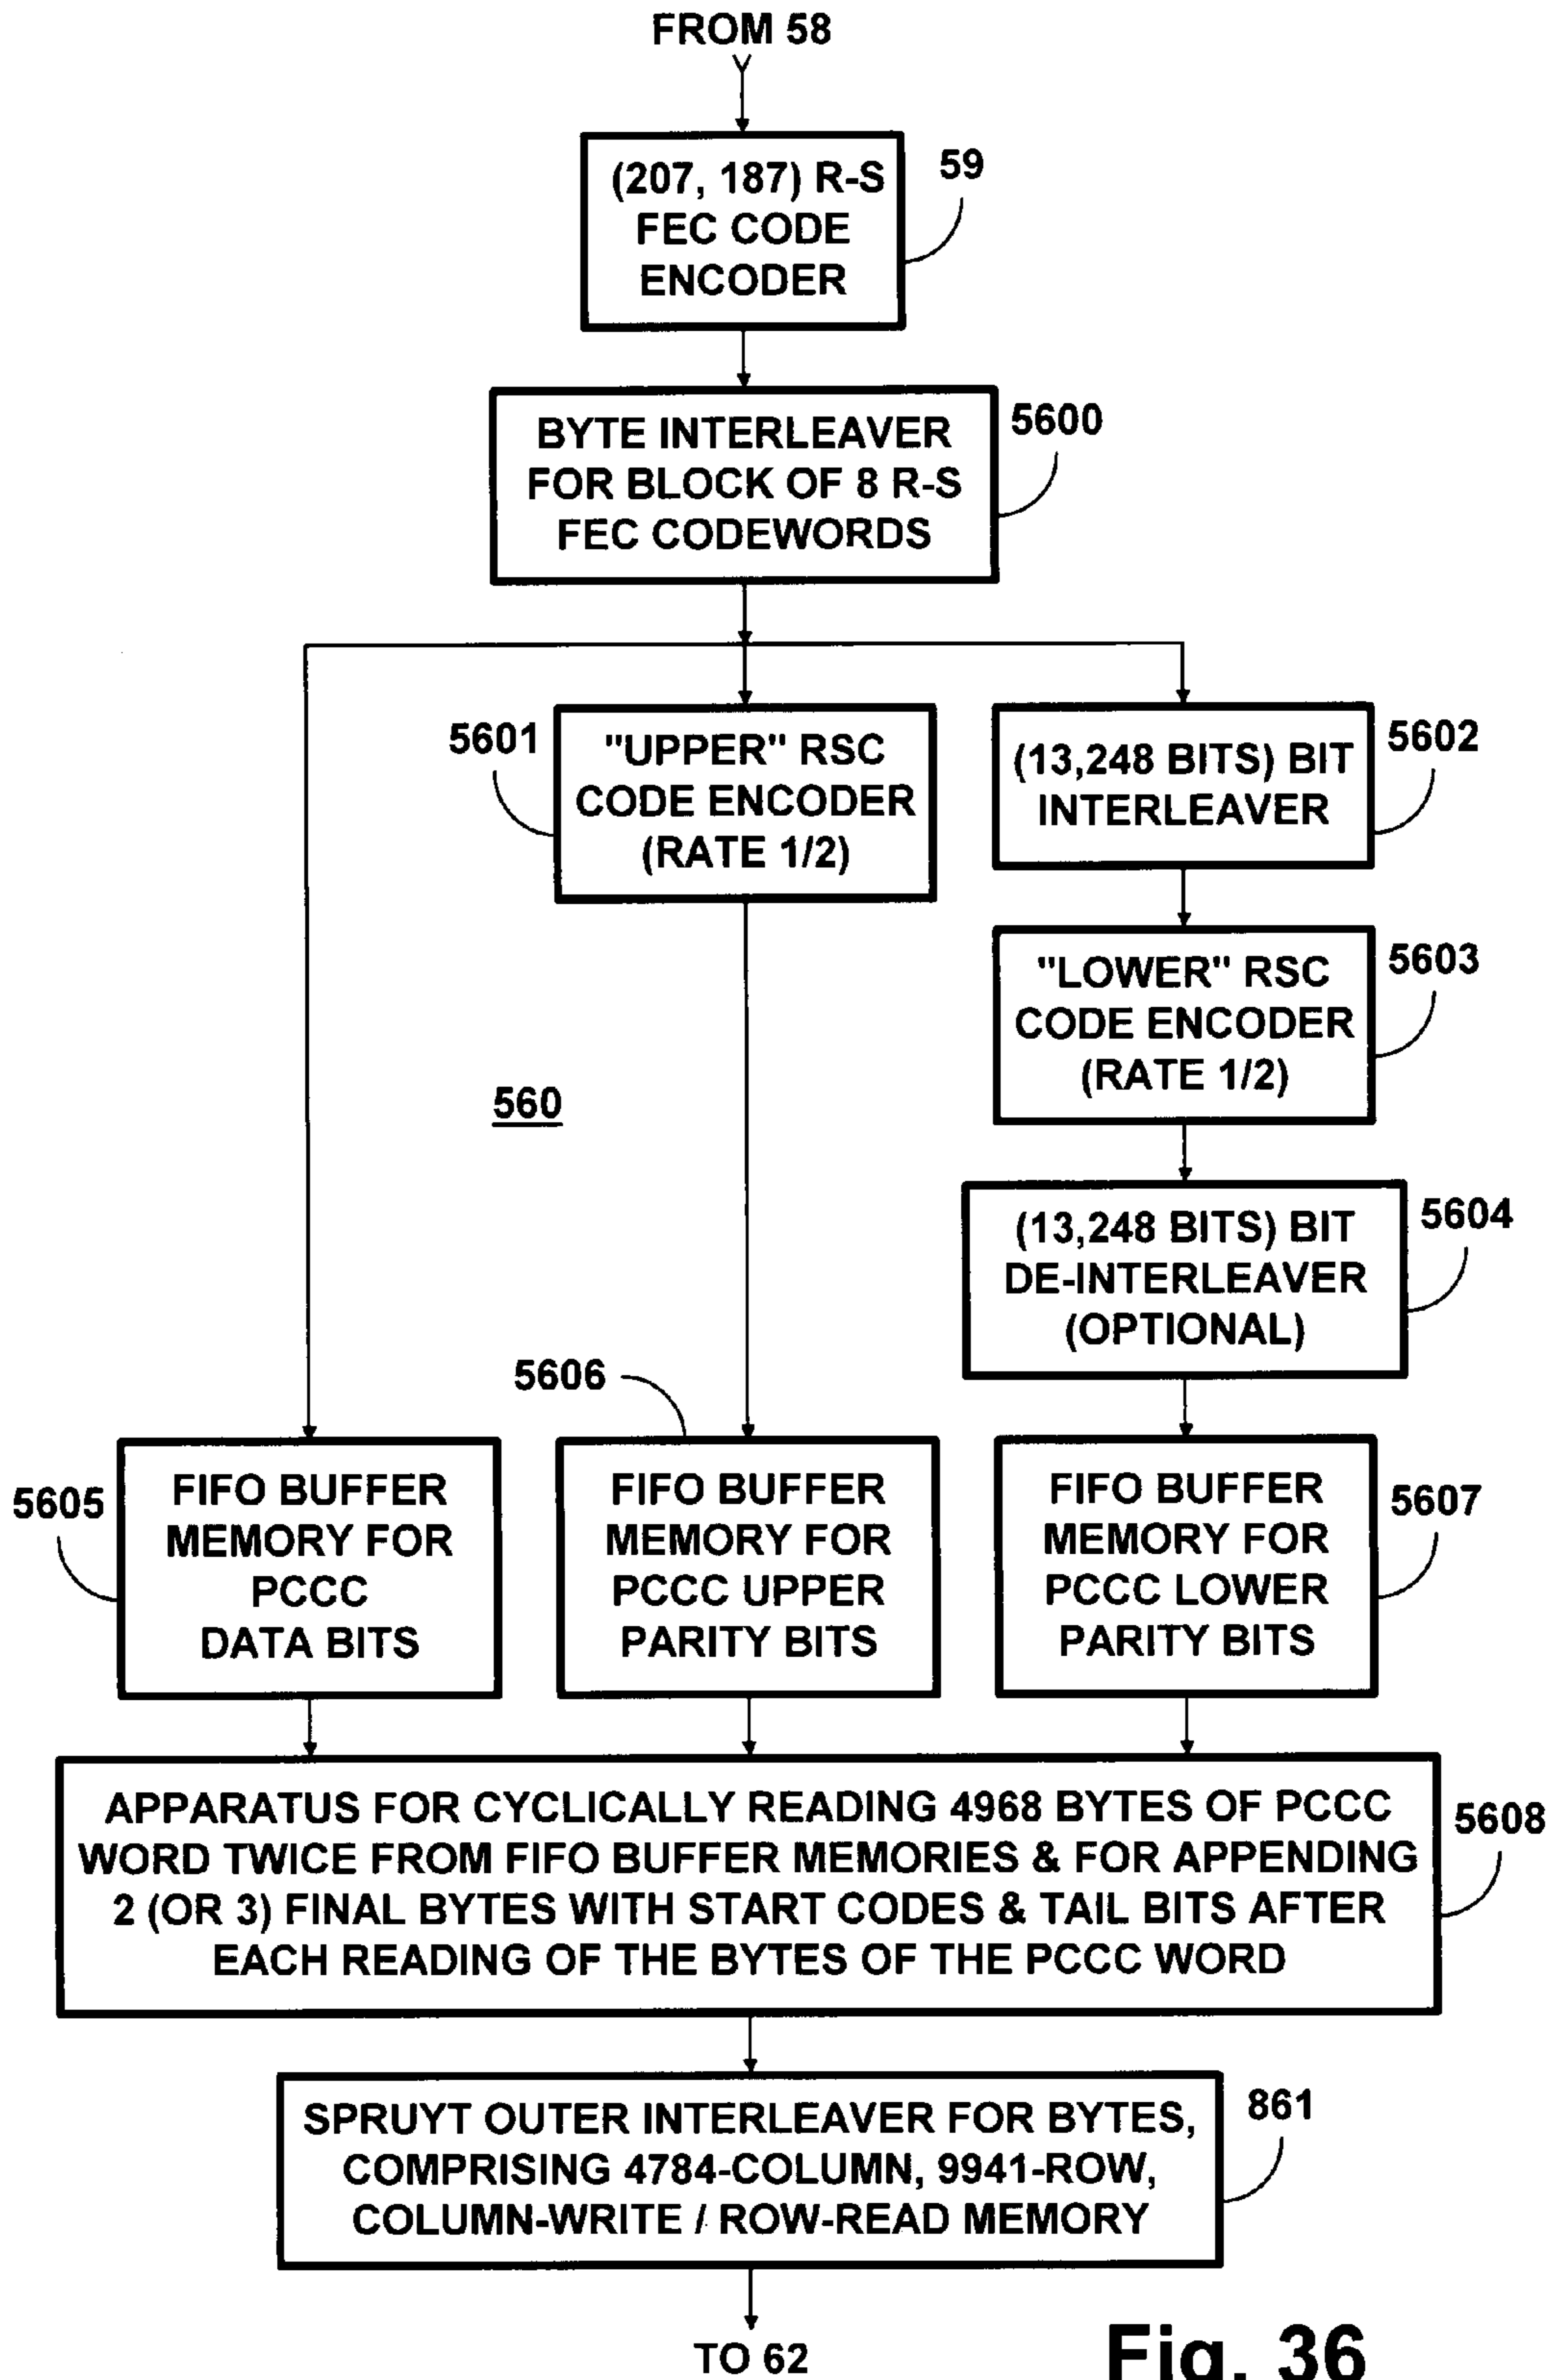 FROM 58
(207, 187) R-S
FEC CODE
ENCODER
59
BYTE INTERLEAVER
FOR BLOCK OF 8 R-S
FEC CODEWORDS
5600
5601
"UPPER" RSC
CODE ENCODER
(RATE 1/2)
(13,248 BITS) BIT
INTERLEAVER
5602
"LOWER" RSC
CODE ENCODER
(RATE 1/2)
5603
560
(13,248 BITS) BIT
DE-INTERLEAVER
(OPTIONAL)
5604
5605
FIFO BUFFER
MEMORY FOR
PCCC
DATA BITS
5606
FIFO BUFFER
MEMORY FOR
PCCC UPPER
PARITY BITS
FIFO BUFFER
MEMORY FOR
PCCC LOWER
PARITY BITS
5607
APPARATUS FOR CYCLICALLY READING 4968 BYTES OF PCCC
WORD TWICE FROM FIFO BUFFER MEMORIES & FOR APPENDING
2 (OR 3) FINAL BYTES WITH START CODES & TAIL BITS AFTER
EACH READING OF THE BYTES OF THE PCCC WORD
5608
SPRUYT OUTER INTERLEAVER FOR BYTES,
COMPRISING 4784-COLUMN, 9941-ROW,
COLUMN-WRITE / ROW-READ MEMORY
861
TO 62
Fig. 36